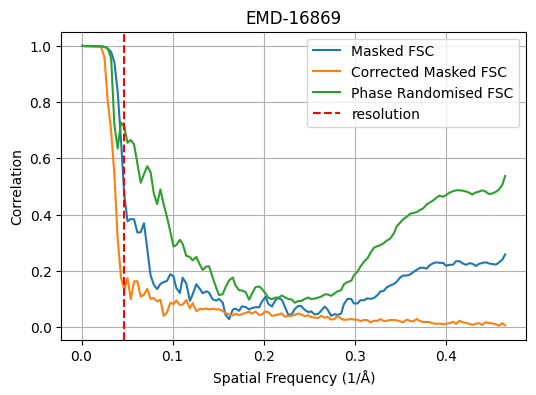 EMD-16869
Masked FSC
Corrected Masked FSC
Phase Randomised FSC
resolution
Correlation
1.0
0.8
0.6
0.4
0.2
0.0
0.0 0.1 0.2 0.3 0.4
Spatial Frequency (1/Å)